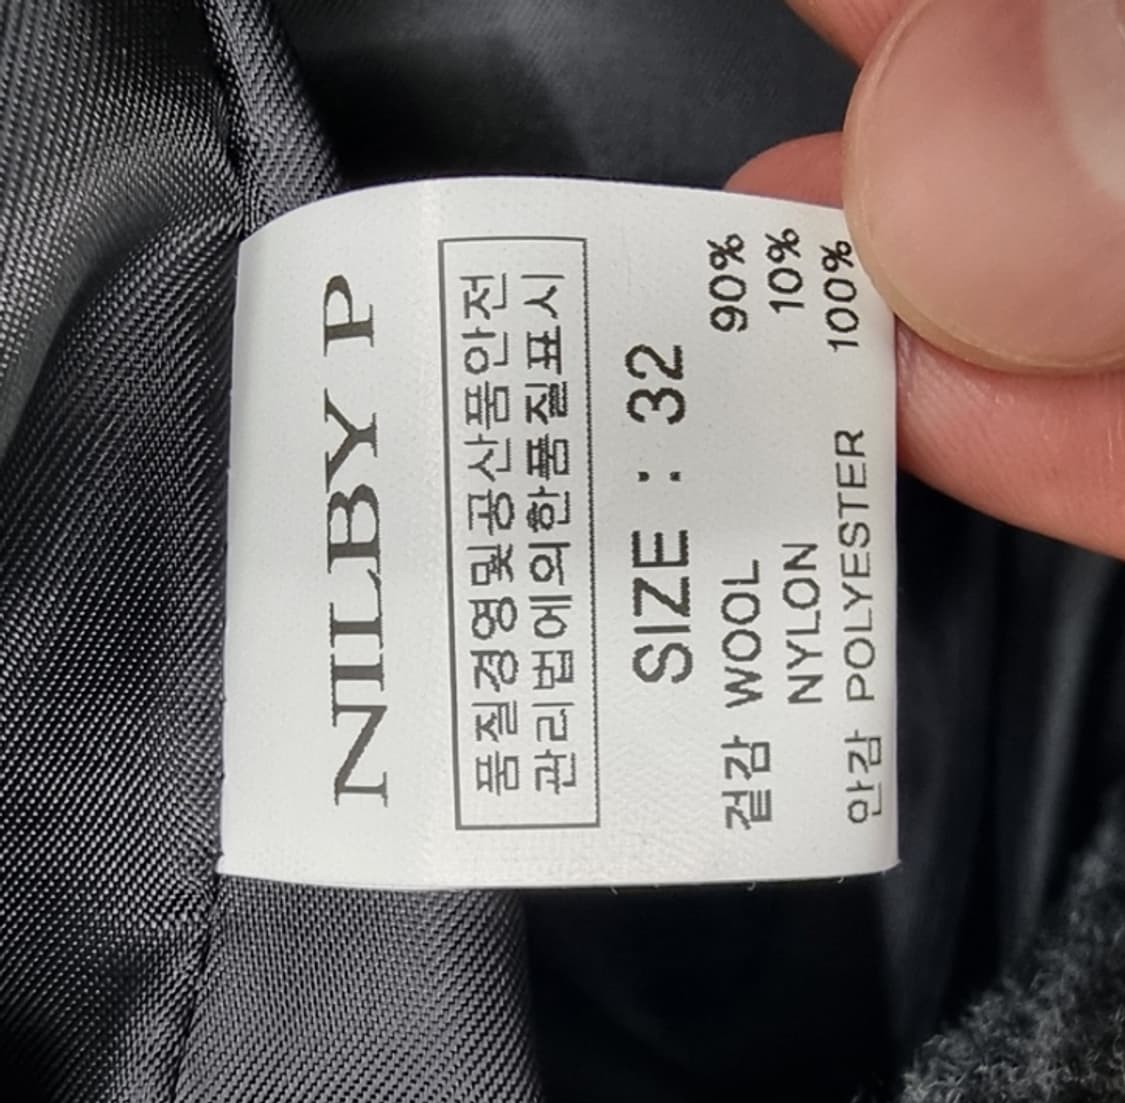 NILBY P
품질경영및공산품안전
관리법에의한품질표시
SIZE : 32
겉감 WOOL 90%
NYLON 10%
안감 POLYESTER 100%